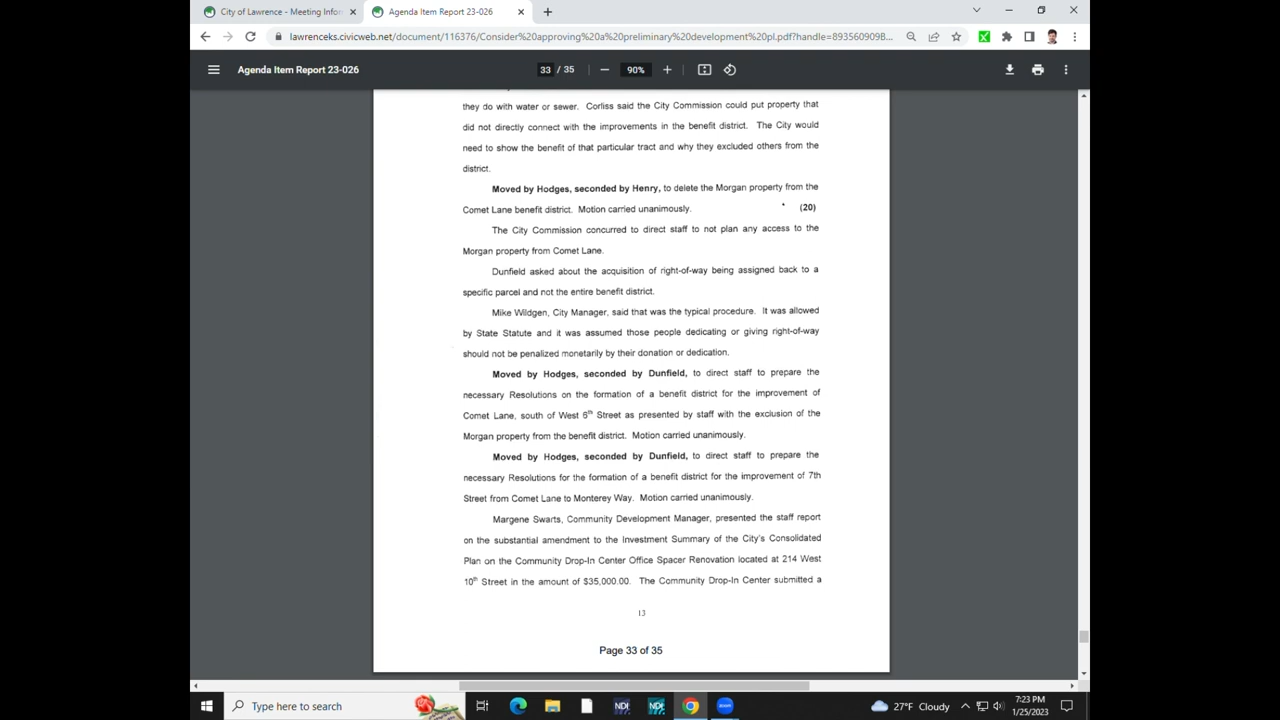 City of Lawrence - Meeting Infor
Agenda Item Report 23-026
lawrenceks.civicweb.net/document/116376/Consider%20approving%20a%20preliminary%20development%20pl.pdf?handle=893560909B...
Agenda Item Report 23-026
33 / 35
90%
they do with water or sewer. Corliss said the City Commission could put property that
did not directly connect with the improvements in the benefit district. The City would
need to show the benefit of that particular tract and why they excluded others from the
district.
Moved by Hodges, seconded by Henry, to delete the Morgan property from the
Comet Lane benefit district. Motion carried unanimously.
(20)
The City Commission concurred to direct staff to not plan any access to the
Morgan property from Comet Lane.
Dunfield asked about the acquisition of right-of-way being assigned back to a
specific parcel and not the entire benefit district.
Mike Wildgen, City Manager, said that was the typical procedure. It was allowed
by State Statute and it was assumed those people dedicating or giving right-of-way
should not be penalized monetarily by their donation or dedication.
Moved by Hodges, seconded by Dunfield, to direct staff to prepare the
necessary Resolutions on the formation of a benefit district for the improvement of
Comet Lane, south of West 6th Street as presented by staff with the exclusion of the
Morgan property from the benefit district. Motion carried unanimously.
Moved by Hodges, seconded by Dunfield, to direct staff to prepare the
necessary Resolutions for the formation of a benefit district for the improvement of 7th
Street from Comet Lane to Monterey Way. Motion carried unanimously.
Margene Swarts, Community Development Manager, presented the staff report
on the substantial amendment to the Investment Summary of the City's Consolidated
Plan on the Community Drop-In Center Office Spacer Renovation located at 214 West
10th Street in the amount of $35,000.00. The Community Drop-In Center submitted a
13
Page 33 of 35
Type here to search
NDI
NDI
zoom
27°F Cloudy
7:23 PM
1/25/2023